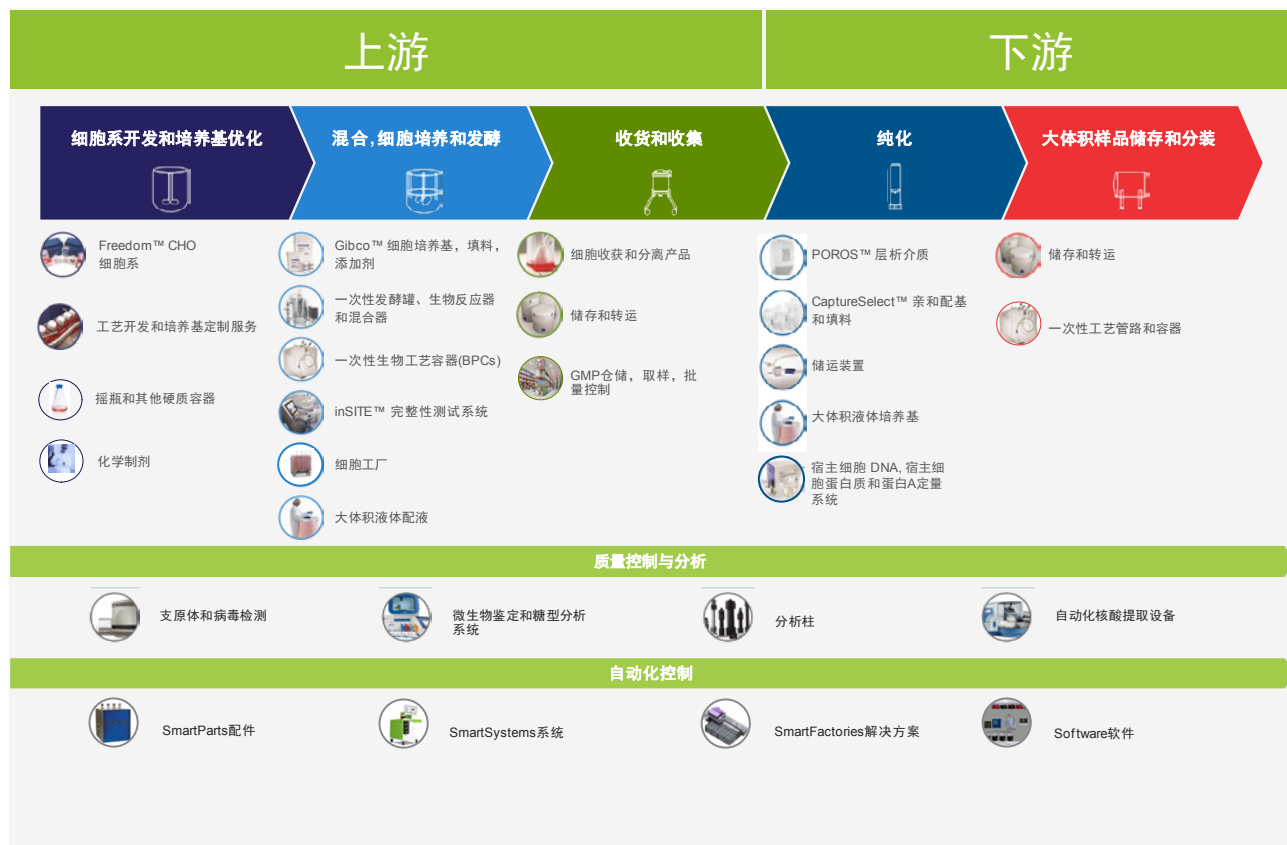 上游
下游
细胞系开发和培养基优化
混合,细胞培养和发酵
收货和收集
纯化
大体积样品储存和分装
Freedom™ CHO
细胞系
工艺开发和培养基定制服务
摇瓶和其他硬质容器
化学制剂
Gibco™ 细胞培养基，填料，
添加剂
一次性发酵罐、生物反应器
和混合器
一次性生物工艺容器(BPCs)
inSITE™ 完整性测试系统
细胞工厂
大体积液体配液
细胞收获和分离产品
储存和转运
GMP仓储，取样，批
量控制
POROS™ 层析介质
CaptureSelect™ 亲和配基
和填料
储运装置
大体积液体培养基
宿主细胞 DNA, 宿主细
胞蛋白质和蛋白A定量
系统
储存和转运
一次性工艺管路和容器
质量控制与分析
支原体和病毒检测
微生物鉴定和糖型分析
系统
分析柱
自动化核酸提取设备
自动化控制
SmartParts配件
SmartSystems系统
SmartFactories解决方案
Software软件